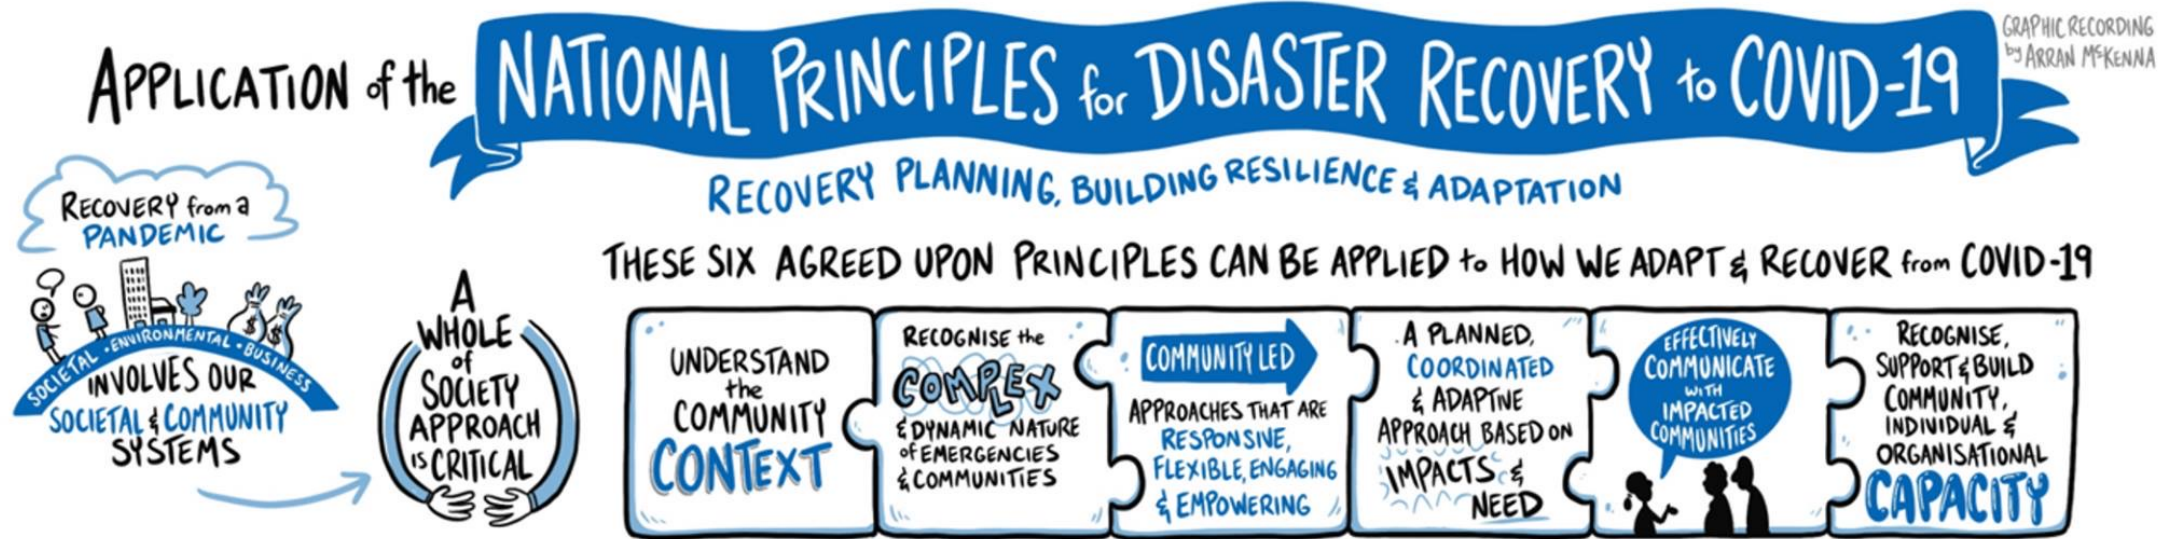 APPLICATION of the NATIONAL PRINCIPLES for DISASTER RECOVERY to COVID-19
GRAPHIC RECORDING
by ARRAN McKENNA
RECOVERY PLANNING, BUILDING RESILIENCE & ADAPTATION
RECOVERY from a
PANDEMIC
SOCIETAL • ENVIRONMENTAL • BUSINESS
INVOLVES OUR
SOCIETAL & COMMUNITY
SYSTEMS
A
WHOLE
of
SOCIETY
APPROACH
IS CRITICAL
THESE SIX AGREED UPON PRINCIPLES CAN BE APPLIED to HOW WE ADAPT & RECOVER from COVID-19
UNDERSTAND
the
COMMUNITY
CONTEXT
RECOGNISE the
COMPLEX
& DYNAMIC NATURE
of EMERGENCIES
& COMMUNITIES
COMMUNITY LED
APPROACHES THAT ARE
RESPONSIVE,
FLEXIBLE, ENGAGING
& EMPOWERING
A PLANNED,
COORDINATED
& ADAPTIVE
APPROACH BASED ON
IMPACTS &
NEED
EFFECTIVELY
COMMUNICATE
WITH
IMPACTED
COMMUNITIES
RECOGNISE,
SUPPORT & BUILD
COMMUNITY,
INDIVIDUAL &
ORGANISATIONAL
CAPACITY
$
$